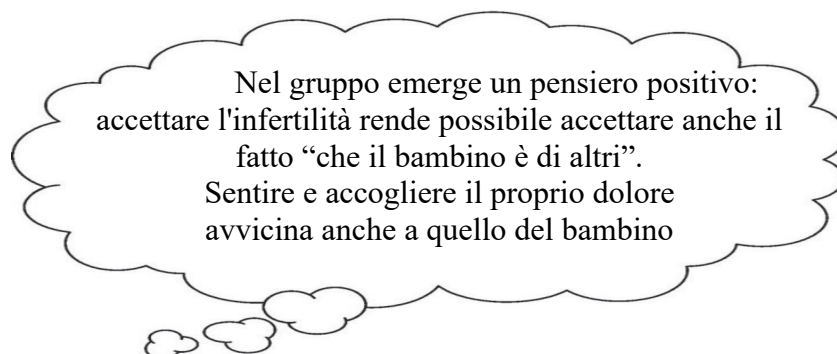 Nel gruppo emerge un pensiero positivo:
accettare l'infertilità rende possibile accettare anche il
fatto “che il bambino è di altri”.
Sentire e accogliere il proprio dolore
avvicina anche a quello del bambino